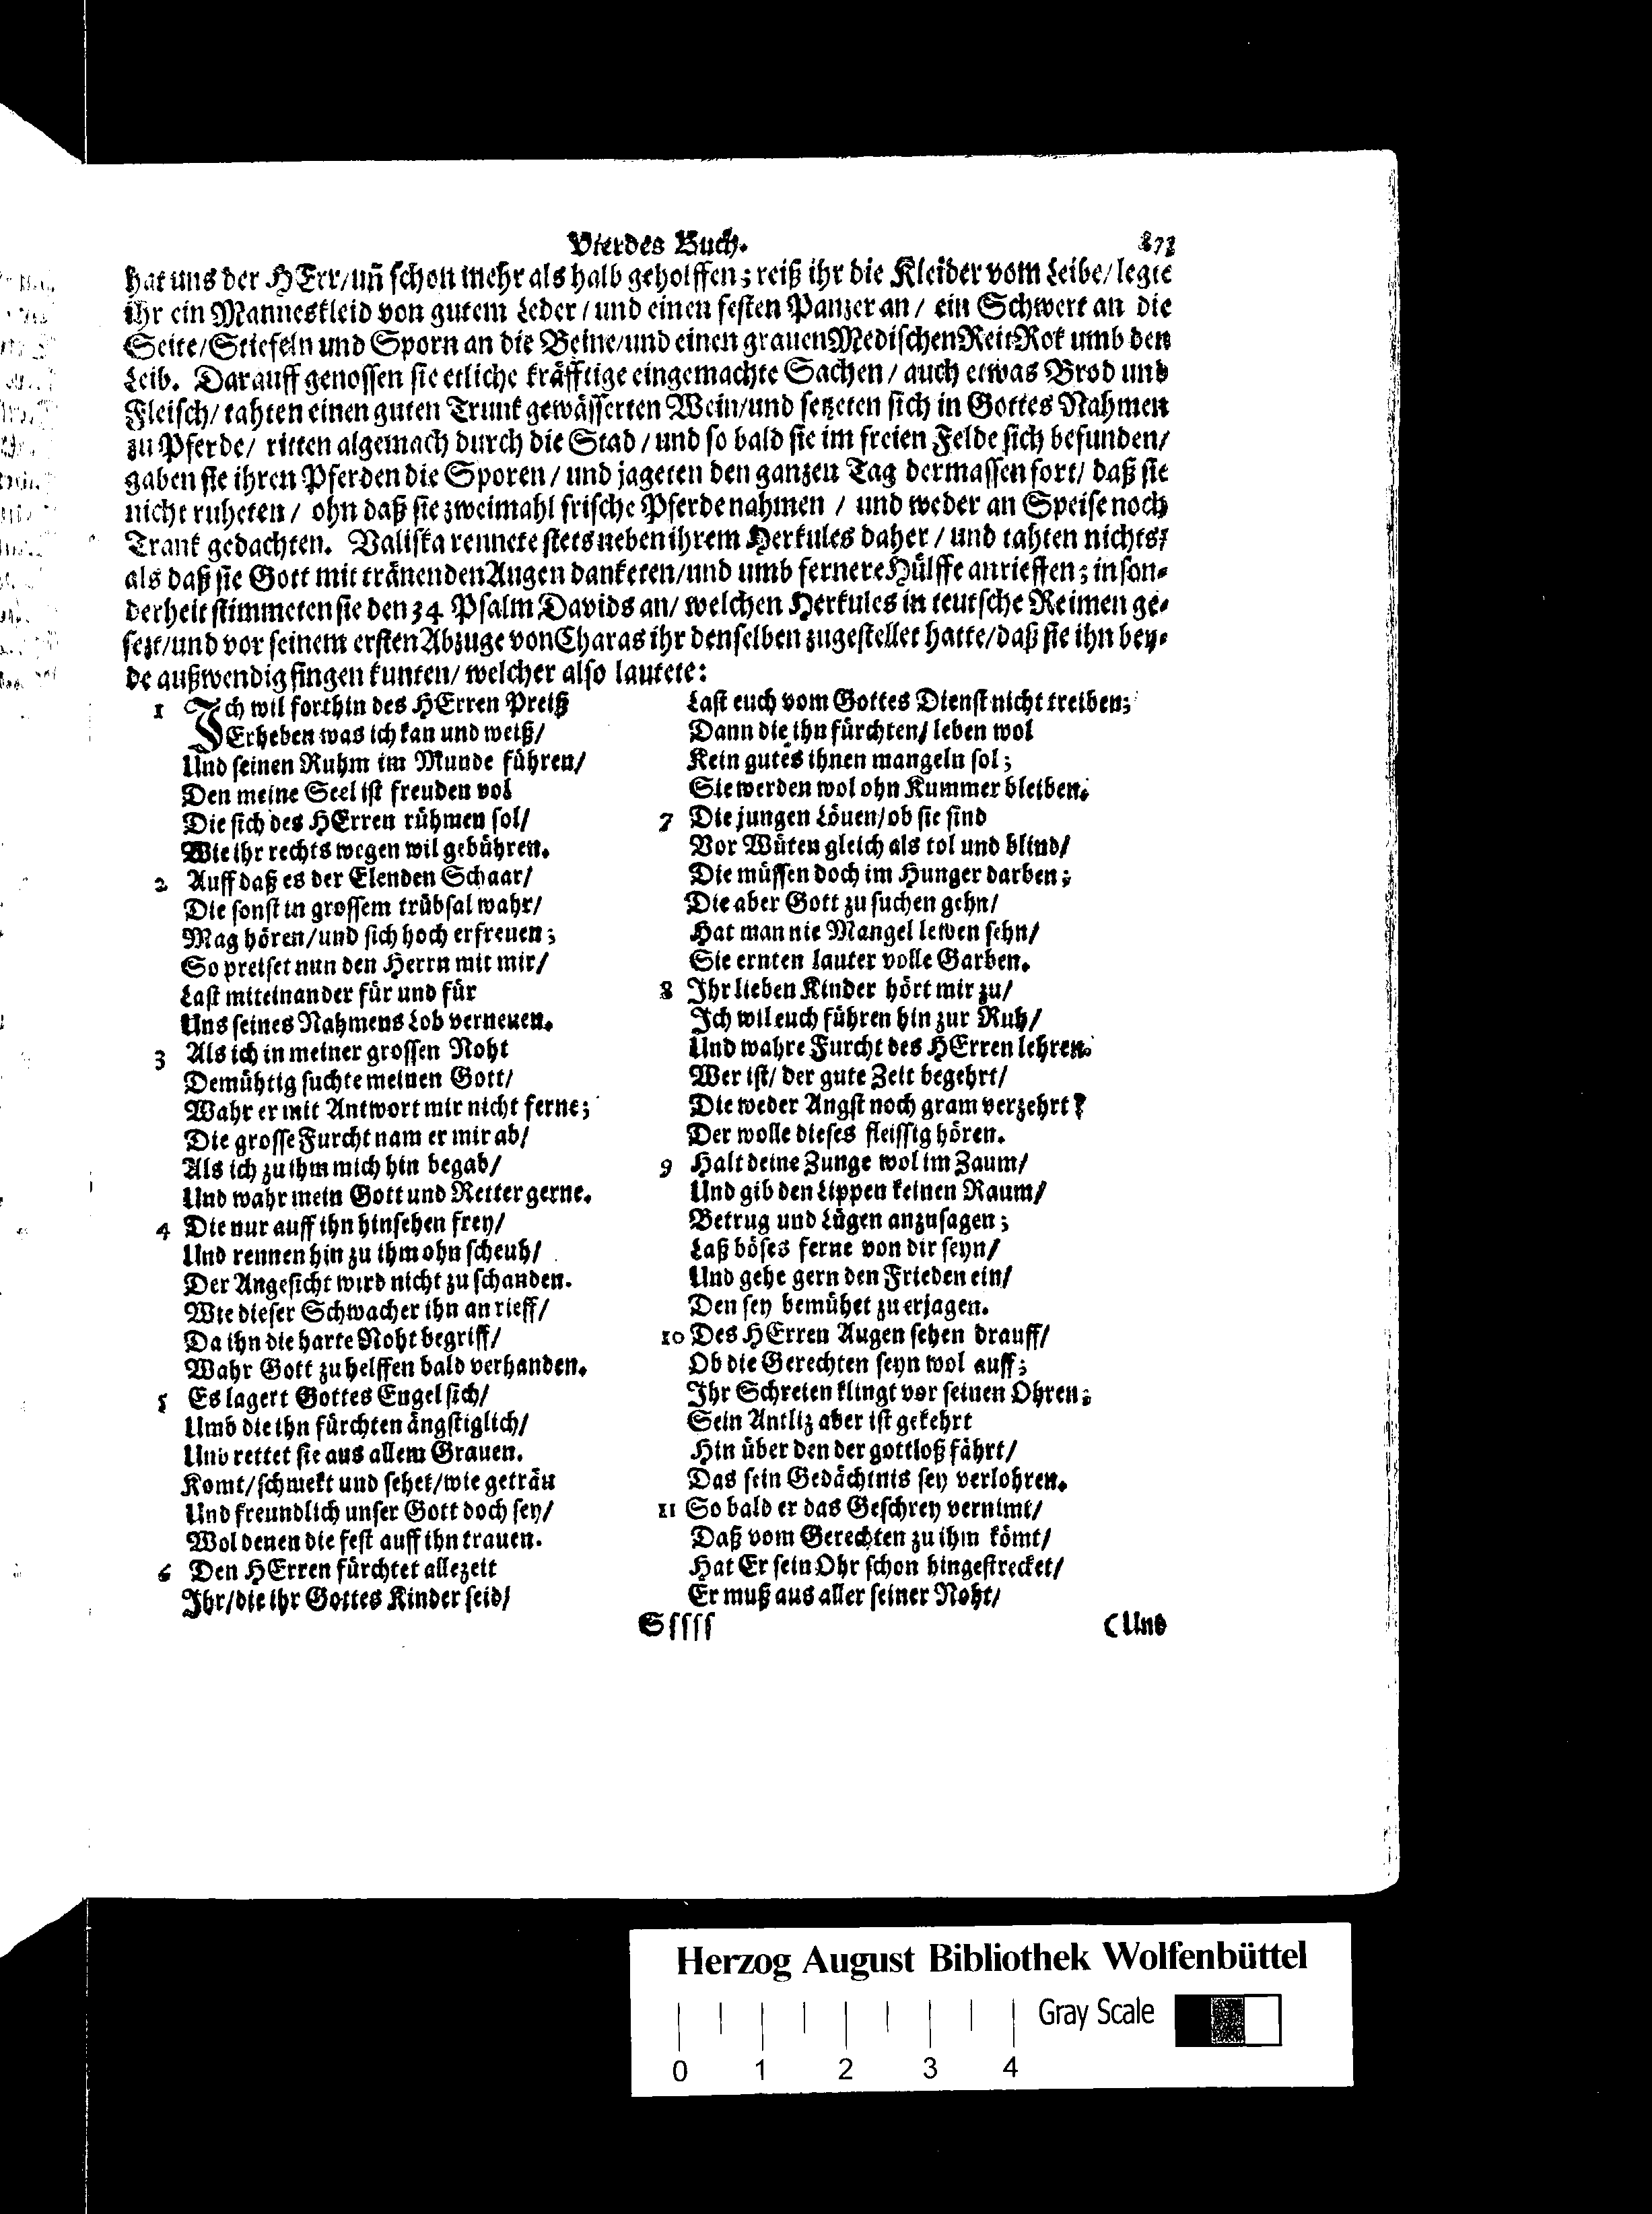 Vierdes Buch. 873
hat uns der HErr/uñ schon mehr als halb geholffen; reiß ihr die Kleider vom Leibe/legte
ihr ein Manneskleid von gutem Leder/und einen festen Panzer an/ ein Schwert an die
Seite/Stiefeln und Sporn an die Beine/und einen grauen Medischen ReitRok umb den
Leib. Darauff genossen sie etliche kräfftige eingemachte Sachen/ auch etwas Brod und
Fleisch/ tahten einen guten Trunk gewässerten Wein/und setzeten sich in Gottes Nahmen
zu Pferde/ ritten algemach durch die Stad/und so bald sie im freien Felde sich befunden/
gaben sie ihren Pferden die Sporen/ und jageten den ganzen Tag dermassen fort/ daß sie
nicht ruheten/ ohn daß sie zweimahl frische Pferde nahmen/ und weder an Speise noch
Trank gedachten. Valiska rennete stets neben ihrem Herkules daher/und tahten nichts/
als daß sie Gott mit tränenden Augen danketen/und umb fernere Hülffe anrieffen; in son-
derheit stimmeten sie den 34 Psalm Davids an/ welchen Herkules in teutsche Reimen ge-
sezt/und vor seinem ersten Abzuge von Charas ihr denselben zugestellet hatte/daß sie ihn bey-
de außwendig singen kunten/ welcher also lautete:
1 Ich wil forthin des HErren Preiß
Erheben was ich kan und weiß/
Und seinen Ruhm im Munde führen/
Den meine Seel ist freuden vol
Die sich des HErren rühmen sol/
Wie ihr rechts wegen wil gebühren.
2 Auff daß es der Elenden Schaar/
Die sonst in grossem trübsal wahr/
Mag hören/und sich hoch erfreuen;
So preiset nun den Herrn mit mir/
Last miteinander für und für
Uns seines Nahmens Lob verneuen.
3 Als ich in meiner grossen Noht
Demühtig suchte meinen Gott/
Wahr er mit Antwort mir nicht ferne;
Die grosse Furcht nam er mir ab/
Als ich zu ihm mich hin begab/
Und wahr mein Gott und Retter gerne.
4 Die nur auff ihn hinsehen frey/
Und rennen hin zu ihm ohn scheuh/
Der Angesicht wird nicht zu schanden.
Wie dieser Schwacher ihn an rieff/
Da ihn die harte Noht begriff/
Wahr Gott zu helffen bald verhanden.
5 Es lagert Gottes Engel sich/
Umb die ihn fürchten ängstiglich/
Und rettet sie aus allem Grauen.
Komt/schmekt und sehet/wie geträu
Und freundlich unser Gott doch sey/
Wol denen die fest auff ihn trauen.
6 Den HErren fürchtet allezeit
Ihr/die ihr Gottes Kinder seid/
Last euch vom Gottes Dienst nicht treiben;
Dann die ihn fürchten/ leben wol
Kein gutes ihnen mangeln sol;
Sie werden wol ohn Kummer bleiben.
7 Die jungen Löuen/ob sie sind
Vor Wüten gleich als tol und blind/
Die müssen doch im Hunger darben;
Die aber Gott zu suchen gehn/
Hat man nie Mangel leiden sehn/
Sie ernten lauter volle Garben.
8 Ihr lieben Kinder hört mir zu/
Ich wil euch führen hin zur Ruh/
Und wahre Furcht des HErren lehren.
Wer ist/ der gute Zeit begehrt/
Die weder Angst noch gram verzehrt?
Der wolle dieses fleissig hören.
9 Halt deine Zunge wol im Zaum/
Und gib den Lippen keinen Raum/
Betrug und Lügen anzusagen;
Laß böses ferne von dir seyn/
Und gehe gern den Frieden ein/
Den sey bemühet zu erjagen.
10 Des HErren Augen sehen drauff/
Ob die Gerechten seyn wol auff;
Ihr Schreien klingt vor seinen Ohren;
Sein Antliz aber ist gekehrt
Hin über den der gottloß fährt/
Das sein Gedächtnis sey verlohren.
11 So bald er das Geschrey vernimt/
Daß vom Gerechten zu ihm kömt/
Hat Er sein Ohr schon hingestrecket/
Er muß aus aller seiner Noht/
Sssss (Und
Herzog August Bibliothek Wolfenbüttel
Gray Scale
0 1 2 3 4